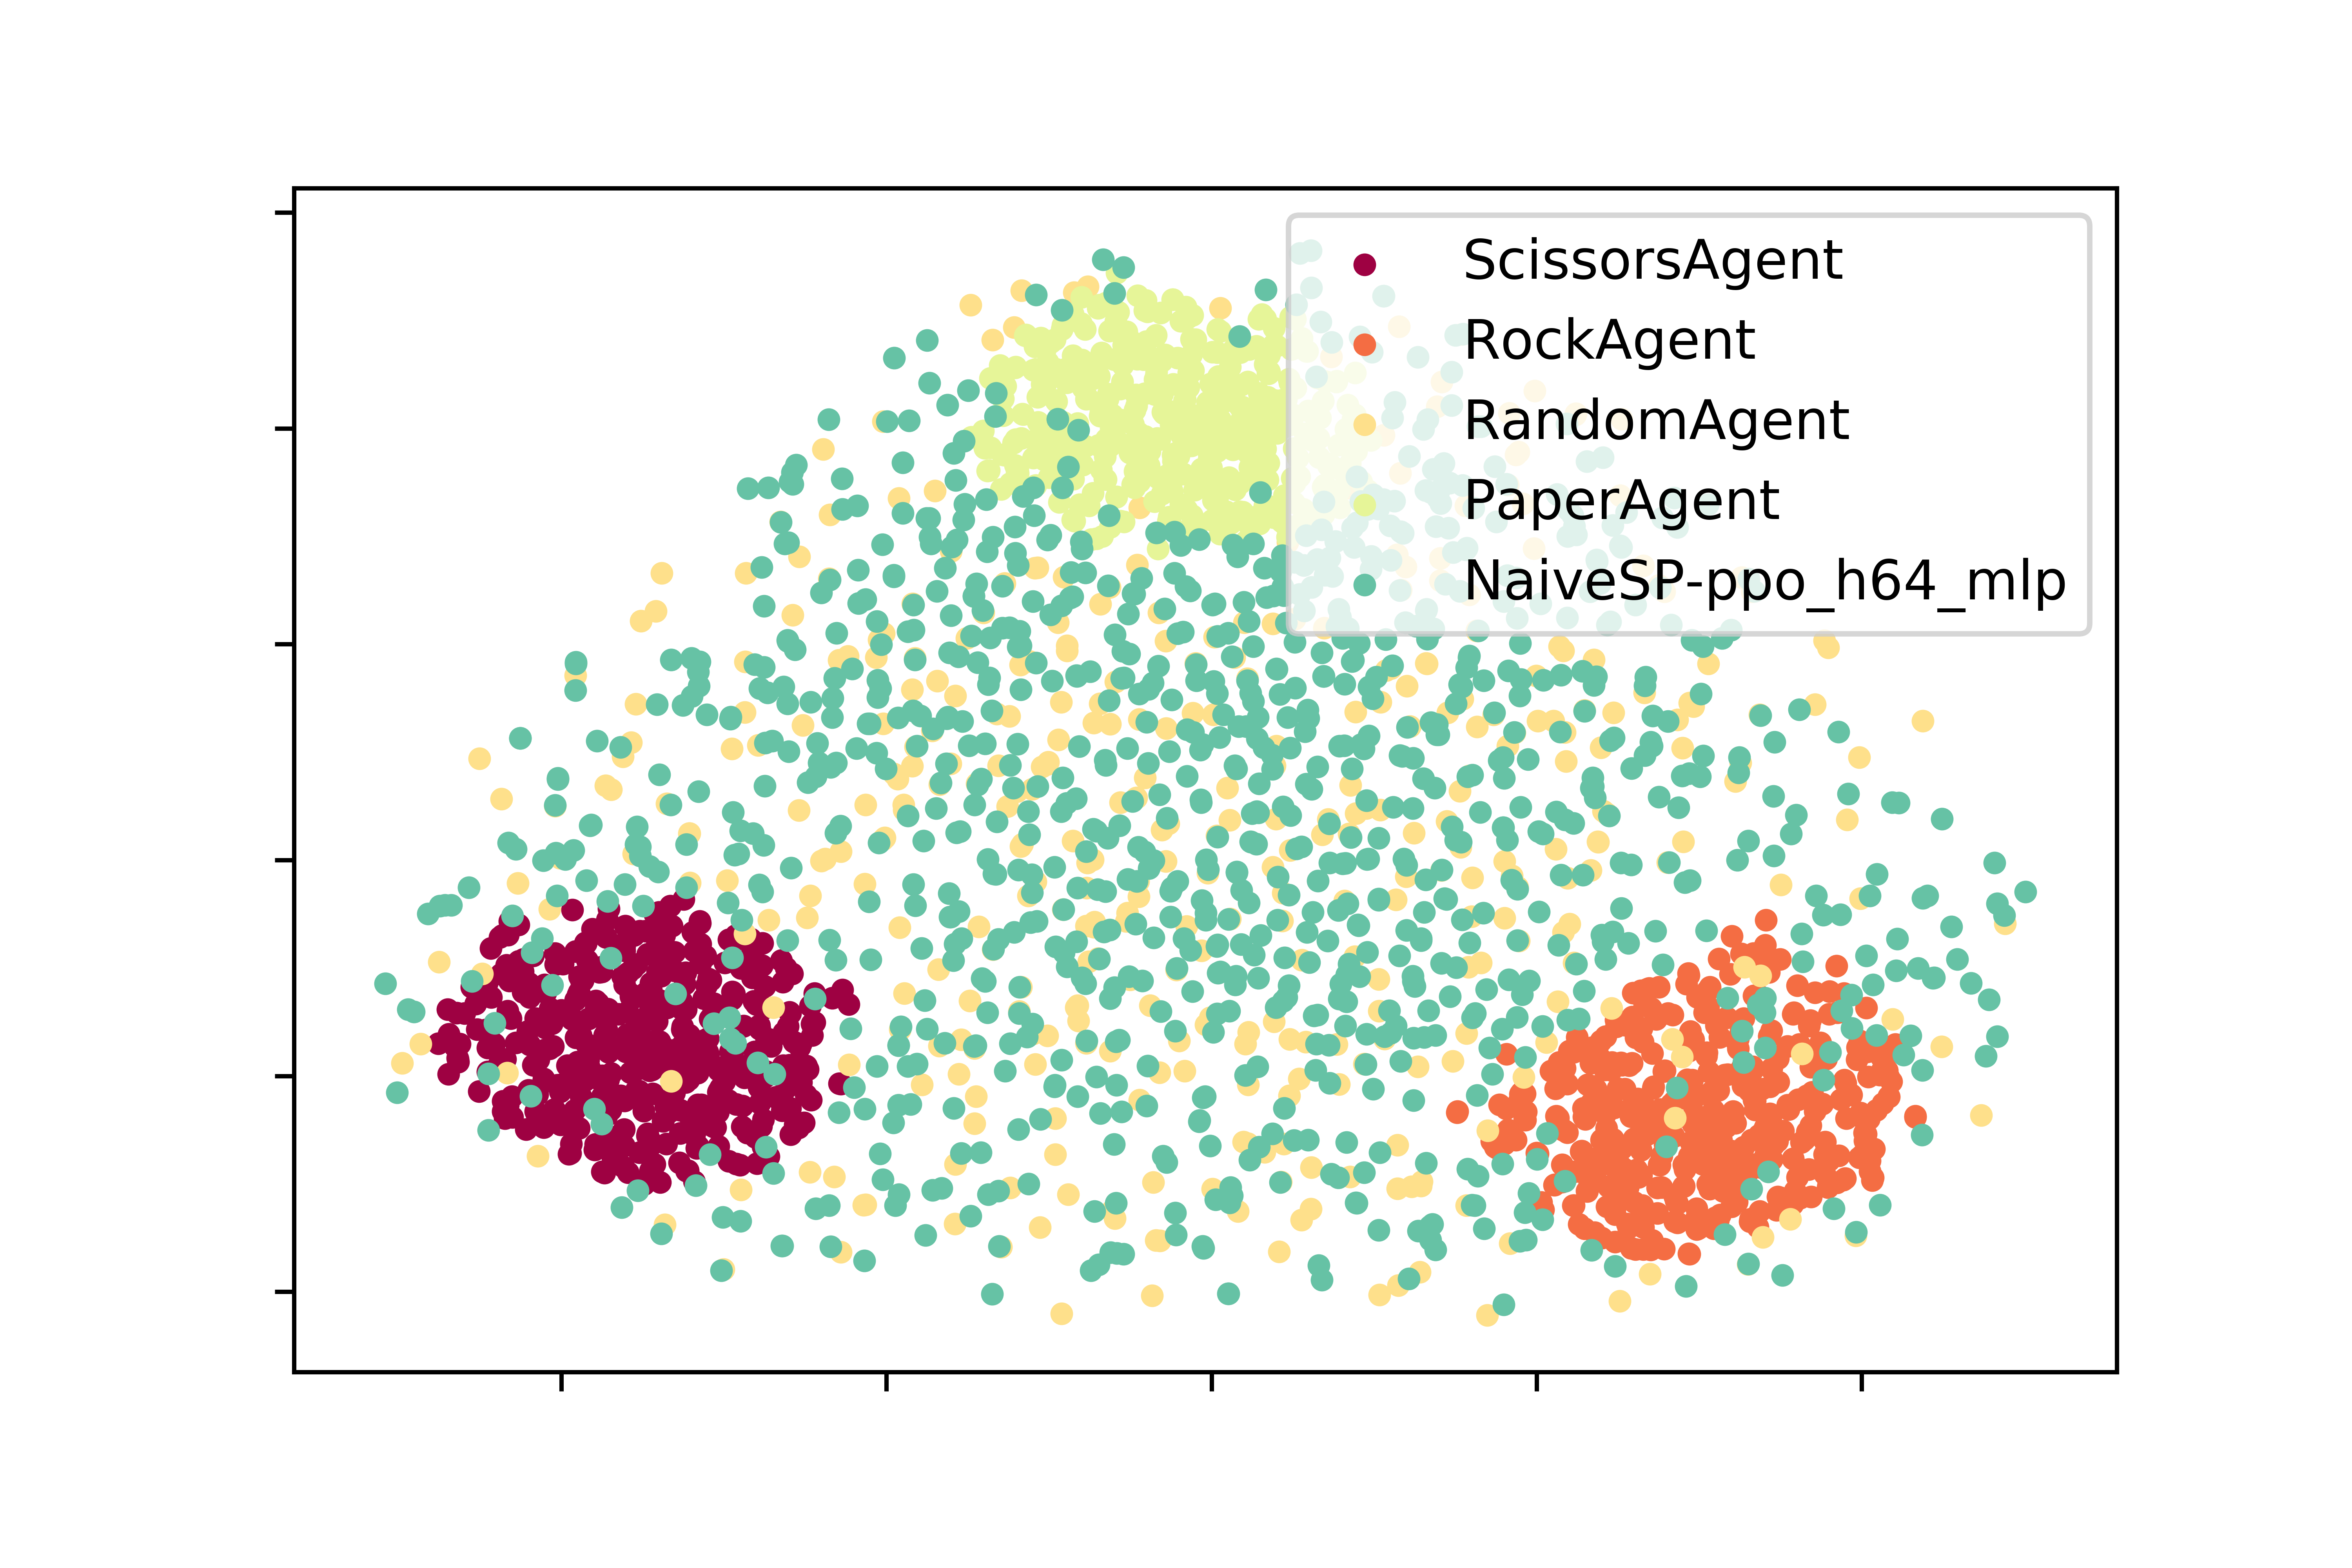 ScissorsAgent
RockAgent
RandomAgent
PaperAgent
NaiveSP-ppo_h64_mlp